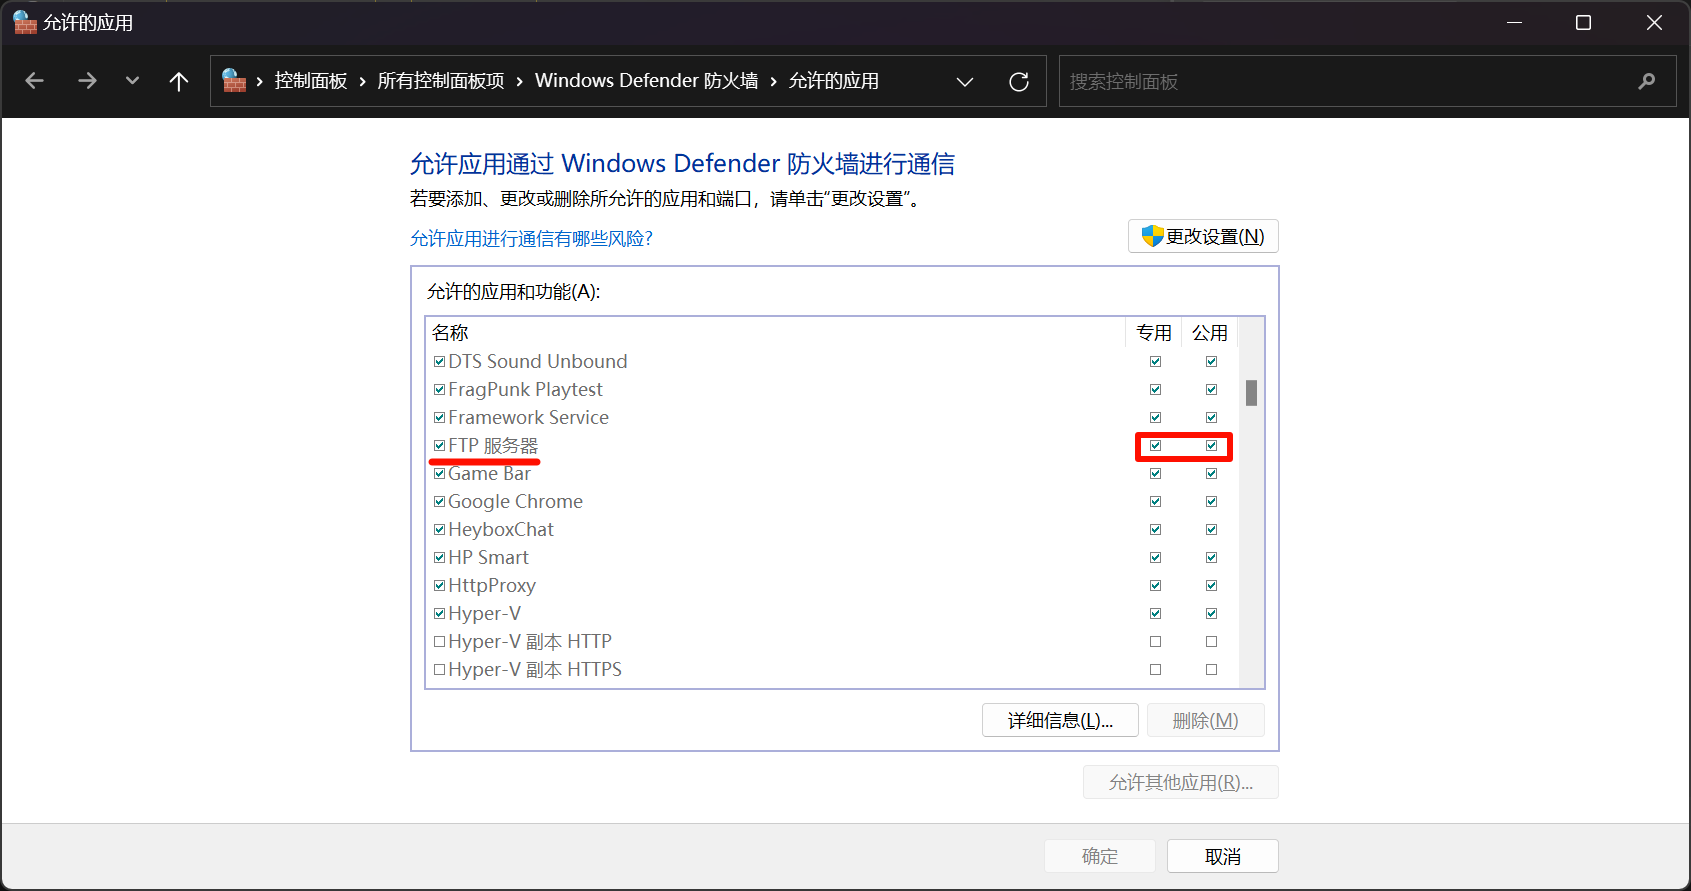 允许的应用
控制面板 › 所有控制面板项 › Windows Defender 防火墙 › 允许的应用
搜索控制面板
允许应用通过 Windows Defender 防火墙进行通信
若要添加、更改或删除所允许的应用和端口，请单击“更改设置”。
允许应用进行通信有哪些风险?
更改设置(N)
允许的应用和功能(A):
名称 专用 公用
DTS Sound Unbound
FragPunk Playtest
Framework Service
FTP 服务器
Game Bar
Google Chrome
HeyboxChat
HP Smart
HttpProxy
Hyper-V
Hyper-V 副本 HTTP
Hyper-V 副本 HTTPS
详细信息(L)... 删除(M)
允许其他应用(R)...
确定 取消